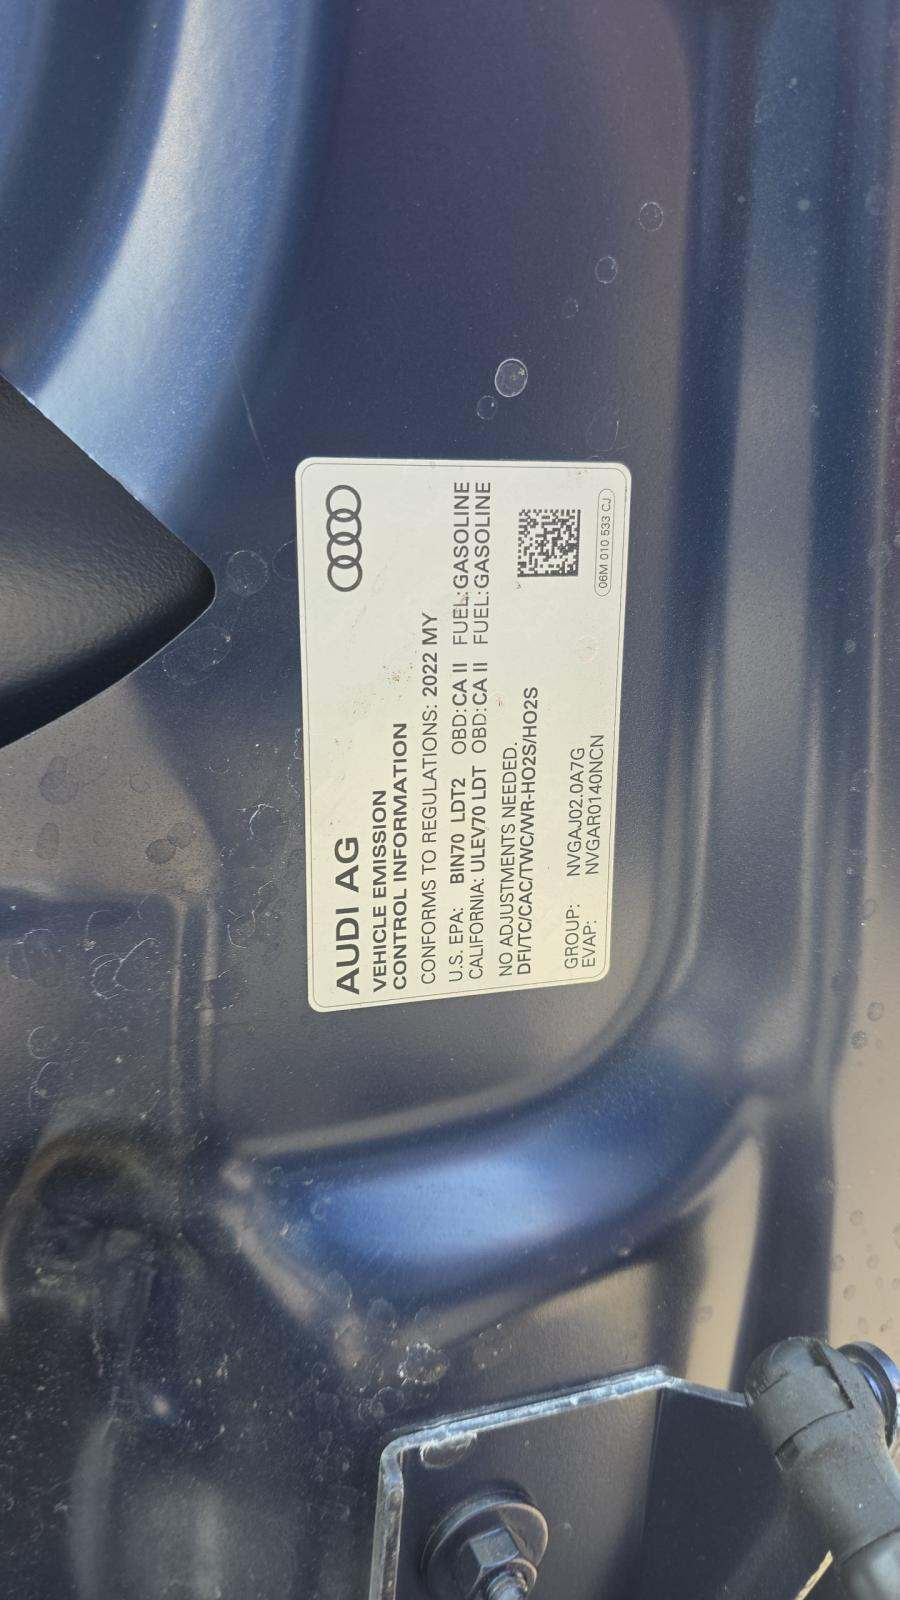 AUDI AG
VEHICLE EMISSION
CONTROL INFORMATION
CONFORMS TO REGULATIONS: 2022 MY
U.S. EPA: BIN70 LDT2 OBD: CA II FUEL: GASOLINE
CALIFORNIA: ULEV70 LDT OBD: CA II FUEL: GASOLINE
NO ADJUSTMENTS NEEDED.
DFI/TC/CAC/TWC/WR-HO2S/HO2S
GROUP: NVGAJ02.0A7G
EVAP: NVGAR0140NCN
06M 010 533 CJ